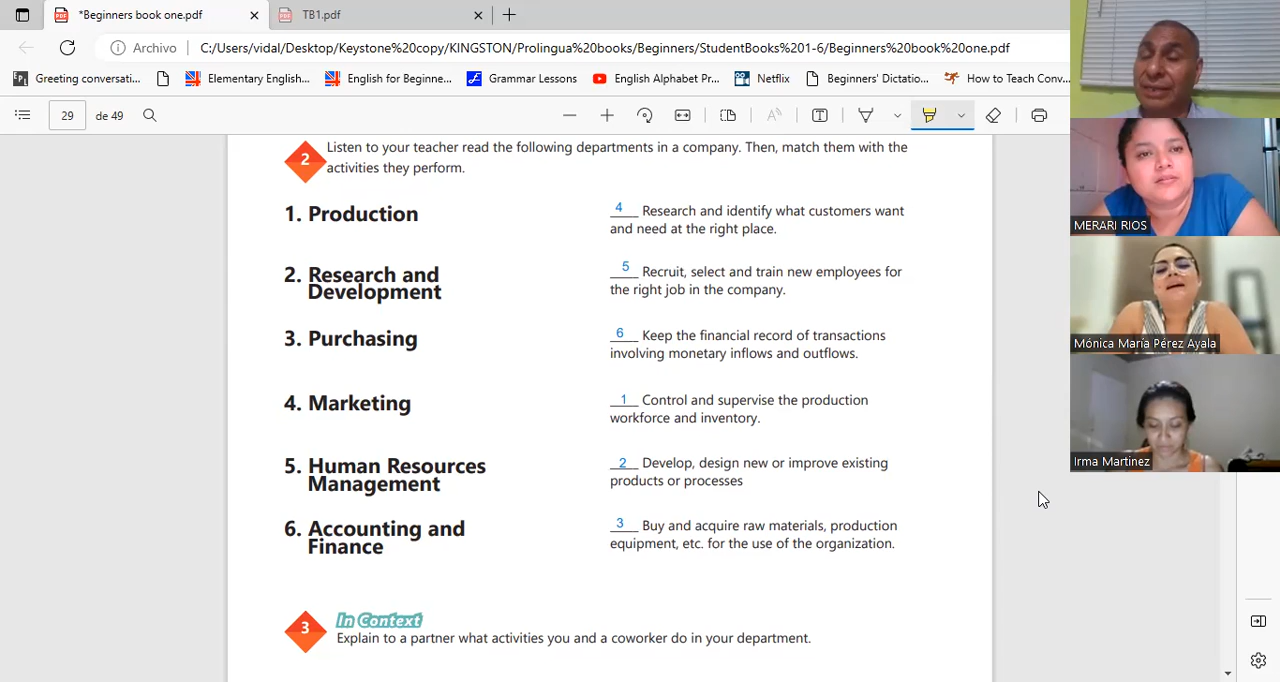 *Beginners book one.pdf
TB1.pdf
Archivo
C:/Users/vidal/Desktop/Keystone%20copy/KINGSTON/Prolingua%20books/Beginners/StudentBooks%201-6/Beginners%20book%20one.pdf
Greeting conversati...
Elementary English...
English for Beginne...
Grammar Lessons
English Alphabet Pr...
Netflix
Beginners' Dictatio...
How to Teach Conv...
29
de 49
2
Listen to your teacher read the following departments in a company. Then, match them with the
activities they perform.
1. Production
4 Research and identify what customers want
and need at the right place.
2. Research and
Development
5 Recruit, select and train new employees for
the right job in the company.
3. Purchasing
6 Keep the financial record of transactions
involving monetary inflows and outflows.
4. Marketing
1 Control and supervise the production
workforce and inventory.
5. Human Resources
Management
2 Develop, design new or improve existing
products or processes
6. Accounting and
Finance
3 Buy and acquire raw materials, production
equipment, etc. for the use of the organization.
3
In Context
Explain to a partner what activities you and a coworker do in your department.
MERARI RIOS
Mónica María Pérez Ayala
Irma Martinez